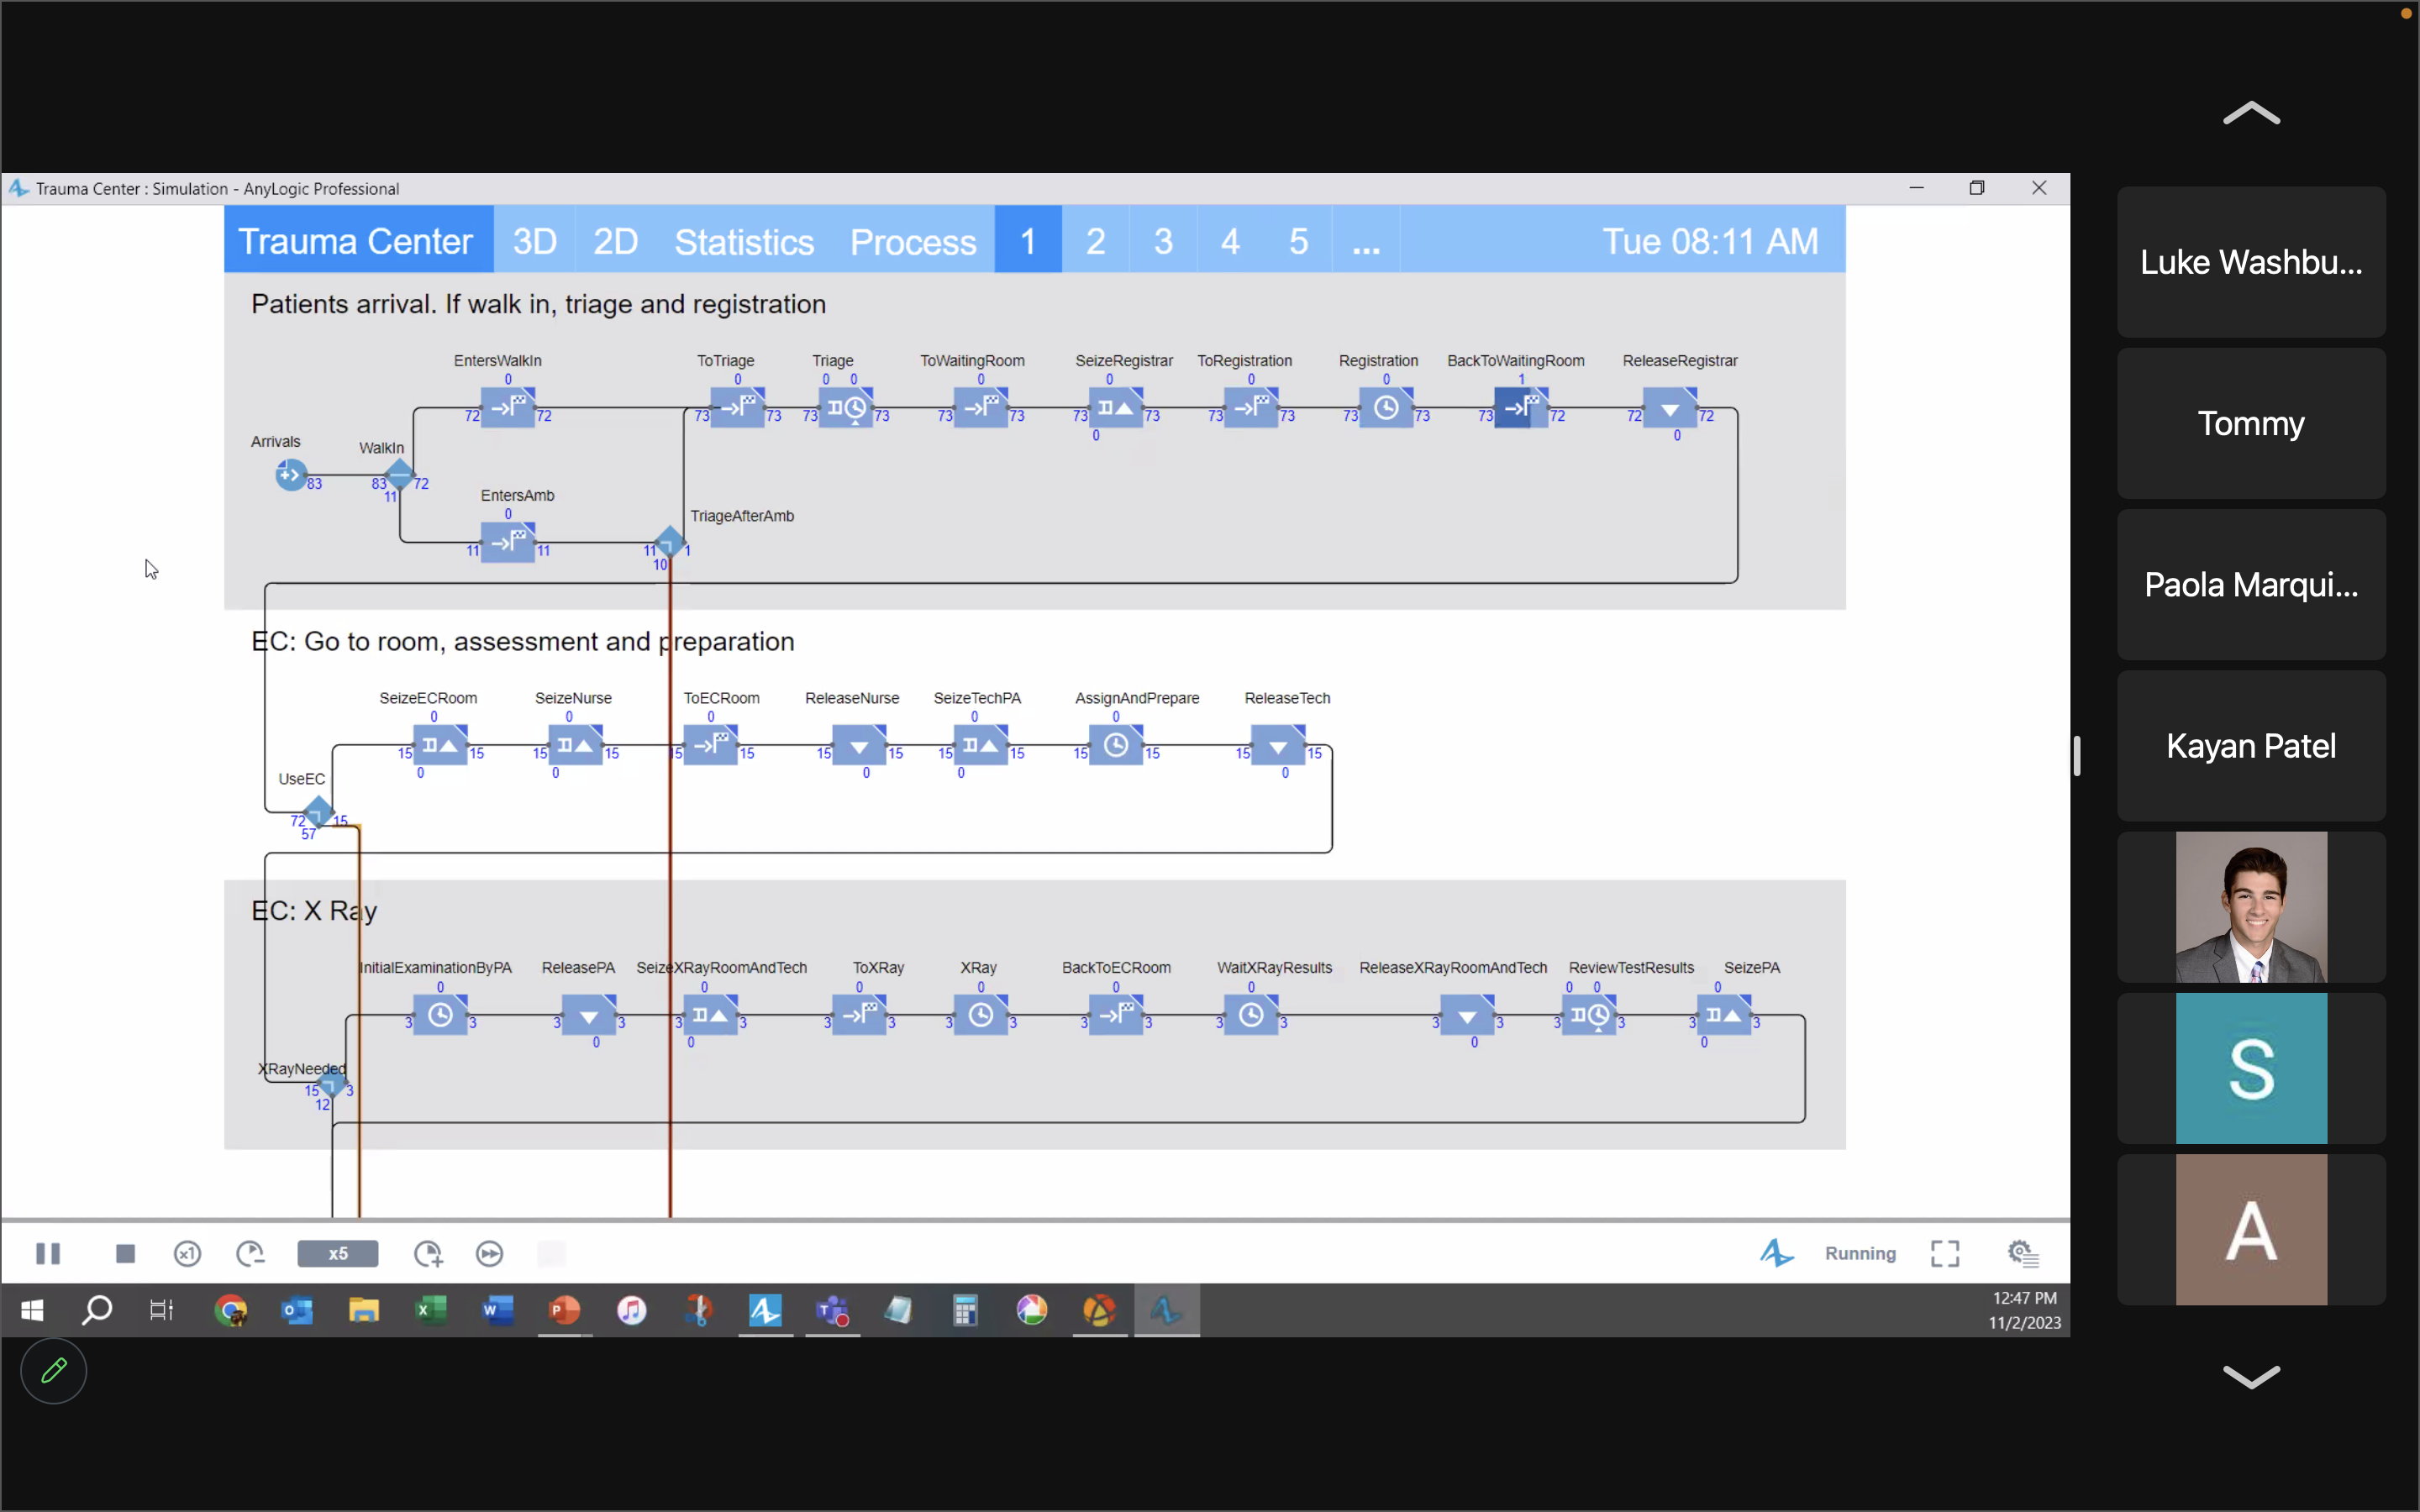 Trauma Center : Simulation - AnyLogic Professional
Trauma Center 3D 2D Statistics Process 1 2 3 4 5 ... Tue 08:11 AM
Patients arrival. If walk in, triage and registration
EntersWalkIn ToTriage Triage ToWaitingRoom SeizeRegistrar ToRegistration Registration BackToWaitingRoom ReleaseRegistrar
0 0 0 0 0 0 0 0 1
72 72 73 73 73 73 73 73 73 73 73 73 73 73 73 72 72 72
0 0
Arrivals WalkIn
83 83 72
11
EntersAmb
0
TriageAfterAmb
11 11 11 1
10
EC: Go to room, assessment and preparation
SeizeECRoom SeizeNurse ToECRoom ReleaseNurse SeizeTechPA AssignAndPrepare ReleaseTech
0 0 0 0 0
15 15 15 15 15 15 15 15 15 15 15 15 15 15
0 0 0 0 0
UseEC
72 15
57
EC: X Ray
InitialExaminationByPA ReleasePA SeizeXRayRoomAndTech ToXRay XRay BackToECRoom WaitXRayResults ReleaseXRayRoomAndTech ReviewTestResults SeizePA
0 0 0 0 0 0 0 0 0
3 3 3 3 3 3 3 3 3 3 3 3 3 3 3 3 3 3 3 3
0 0 0 0
XRayNeeded
15 3
12
x1 x5 Running
12:47 PM
11/2/2023
Luke Washbu...
Tommy
Paola Marqui...
Kayan Patel
S
A